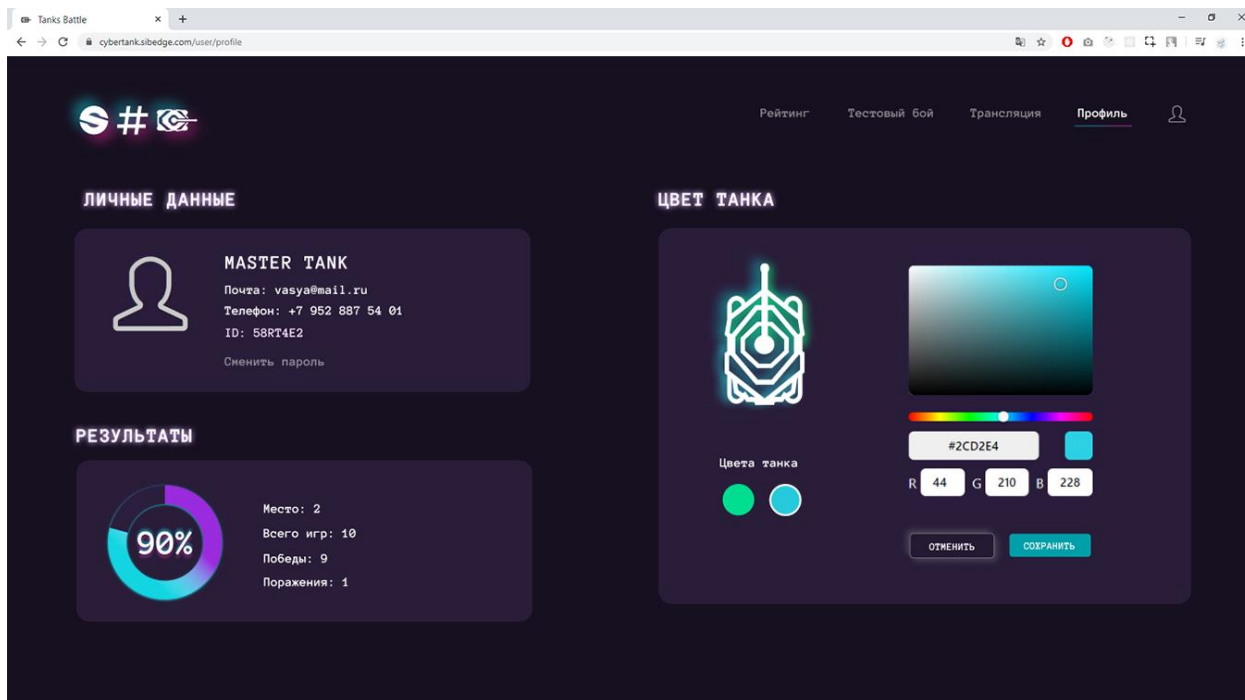 Tanks Battle
cybertank.sibedge.com/user/profile
S #
Рейтинг Тестовый бой Трансляция Профиль
ЛИЧНЫЕ ДАННЫЕ
MASTER TANK
Почта: vasya@mail.ru
Телефон: +7 952 887 54 01
ID: 58RT4E2
Сменить пароль
РЕЗУЛЬТАТЫ
90%
Место: 2
Всего игр: 10
Победы: 9
Поражения: 1
ЦВЕТ ТАНКА
Цвета танка
#2CD2E4
R 44 G 210 B 228
ОТМЕНИТЬ СОХРАНИТЬ